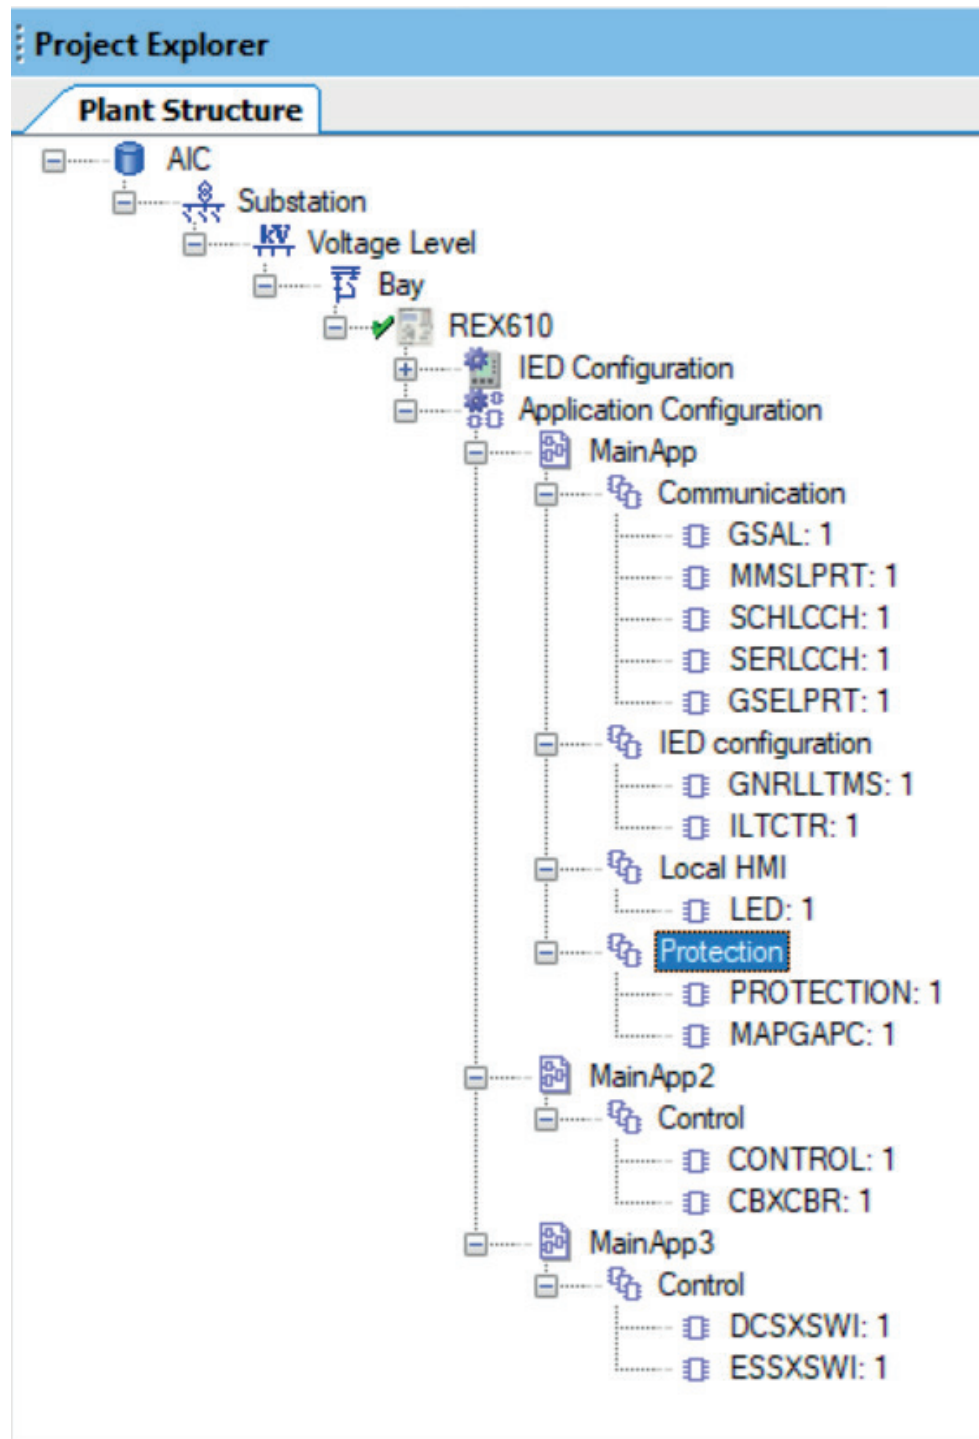 Project Explorer
Plant Structure
AIC
Substation
kV Voltage Level
Bay
REX610
IED Configuration
Application Configuration
MainApp
Communication
GSAL: 1
MMSLPRT: 1
SCHLCCH: 1
SERLCCH: 1
GSELPRT: 1
IED configuration
GNRLLTMS: 1
ILTCTR: 1
Local HMI
LED: 1
Protection
PROTECTION: 1
MAPGAPC: 1
MainApp2
Control
CONTROL: 1
CBXCBR: 1
MainApp3
Control
DCSXSWI: 1
ESSXSWI: 1